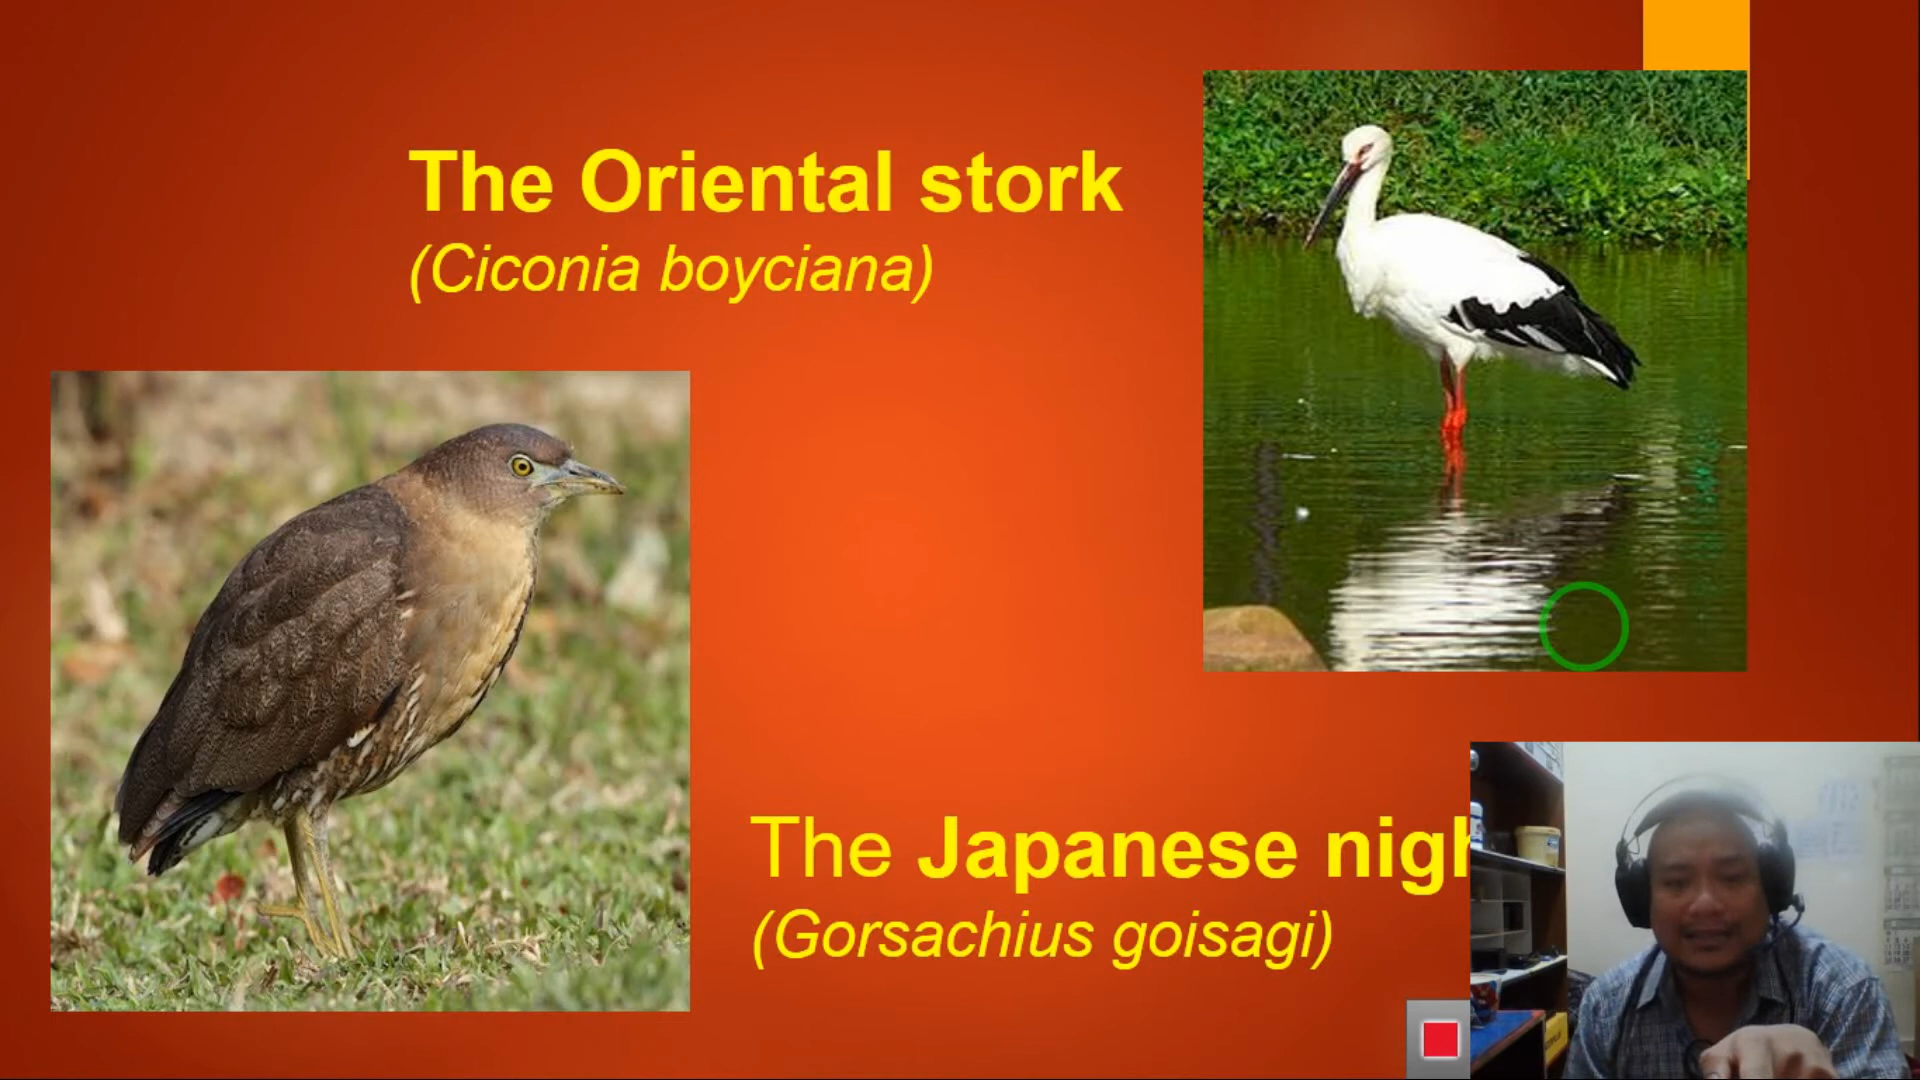 The Oriental stork
(Ciconia boyciana)
The Japanese nigh
(Gorsachius goisagi)